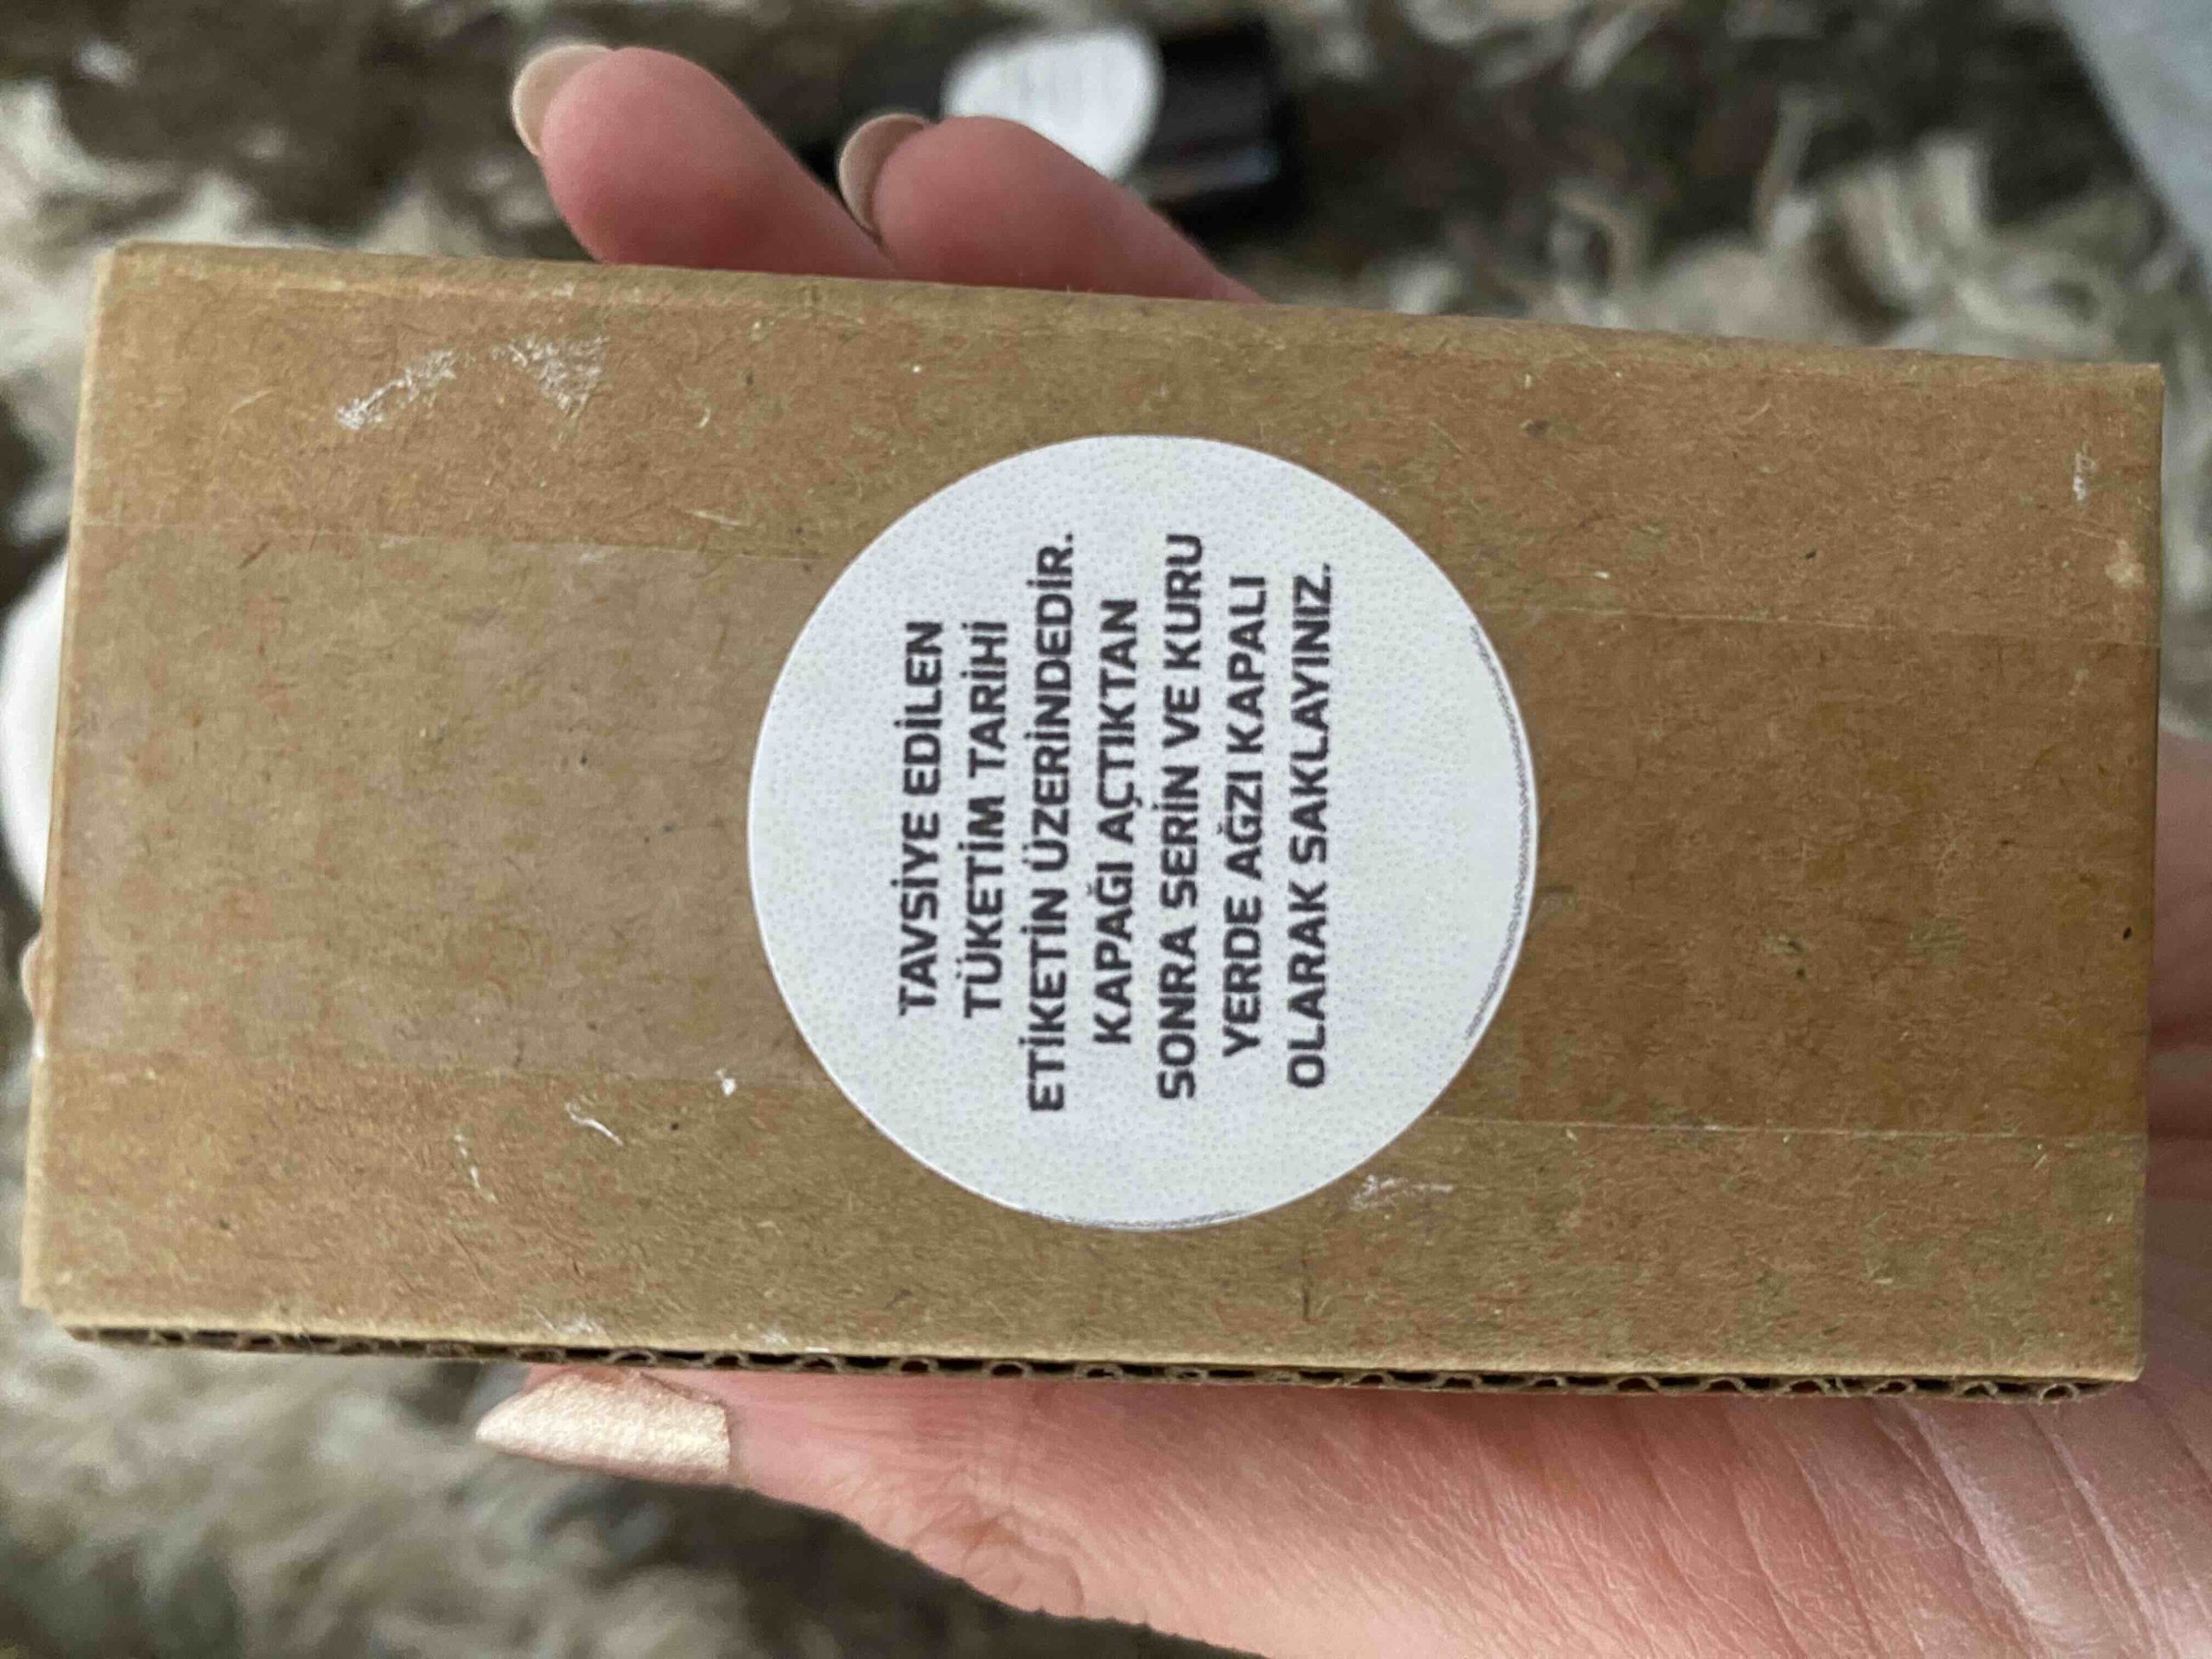 TAVSİYE EDİLEN
TÜKETİM TARİHİ
ETİKETİN ÜZERİNDEDİR.
KAPAĞI AÇTIKTAN
SONRA SERİN VE KURU
YERDE AĞZI KAPALI
OLARAK SAKLAYINIZ.